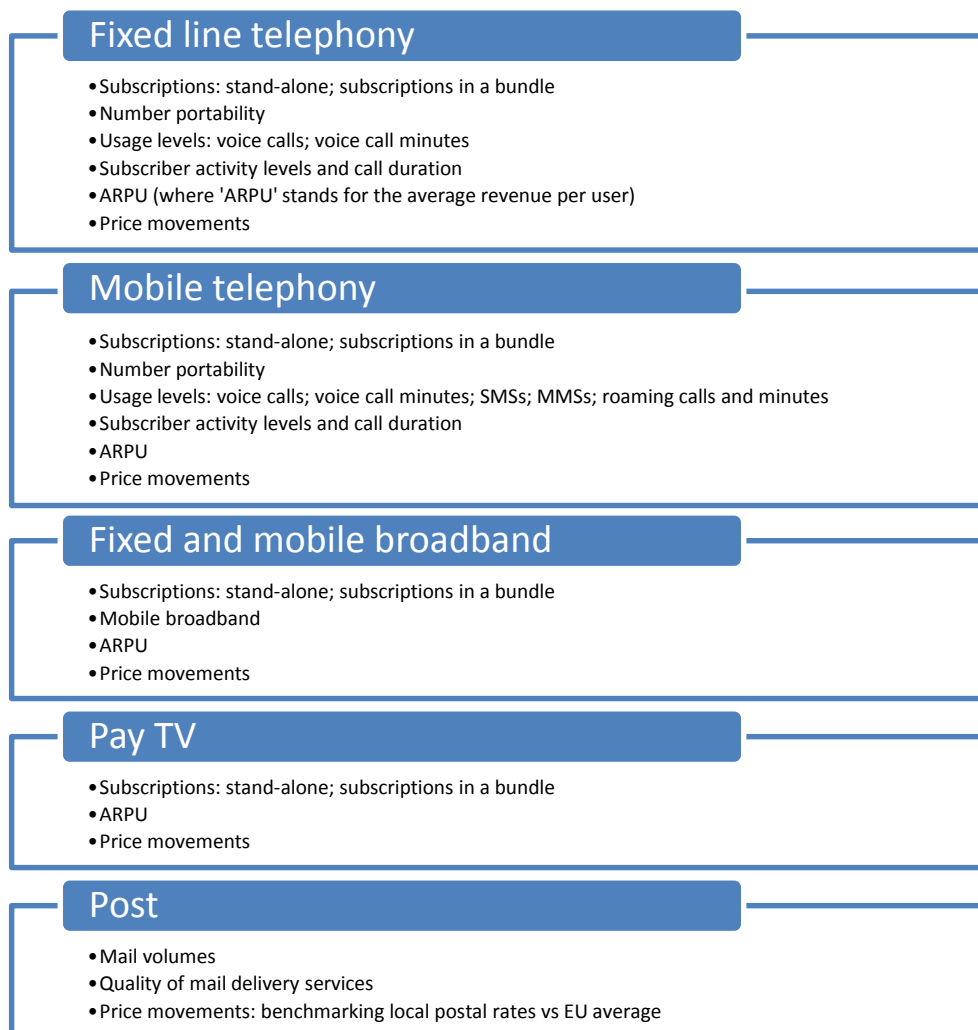 Fixed line telephony
•Subscriptions: stand-alone; subscriptions in a bundle
•Number portability
•Usage levels: voice calls; voice call minutes
•Subscriber activity levels and call duration
•ARPU (where 'ARPU' stands for the average revenue per user)
•Price movements
Mobile telephony
•Subscriptions: stand-alone; subscriptions in a bundle
•Number portability
•Usage levels: voice calls; voice call minutes; SMSs; MMSs; roaming calls and minutes
•Subscriber activity levels and call duration
•ARPU
•Price movements
Fixed and mobile broadband
•Subscriptions: stand-alone; subscriptions in a bundle
•Mobile broadband
•ARPU
•Price movements
Pay TV
•Subscriptions: stand-alone; subscriptions in a bundle
•ARPU
•Price movements
Post
•Mail volumes
•Quality of mail delivery services
•Price movements: benchmarking local postal rates vs EU average